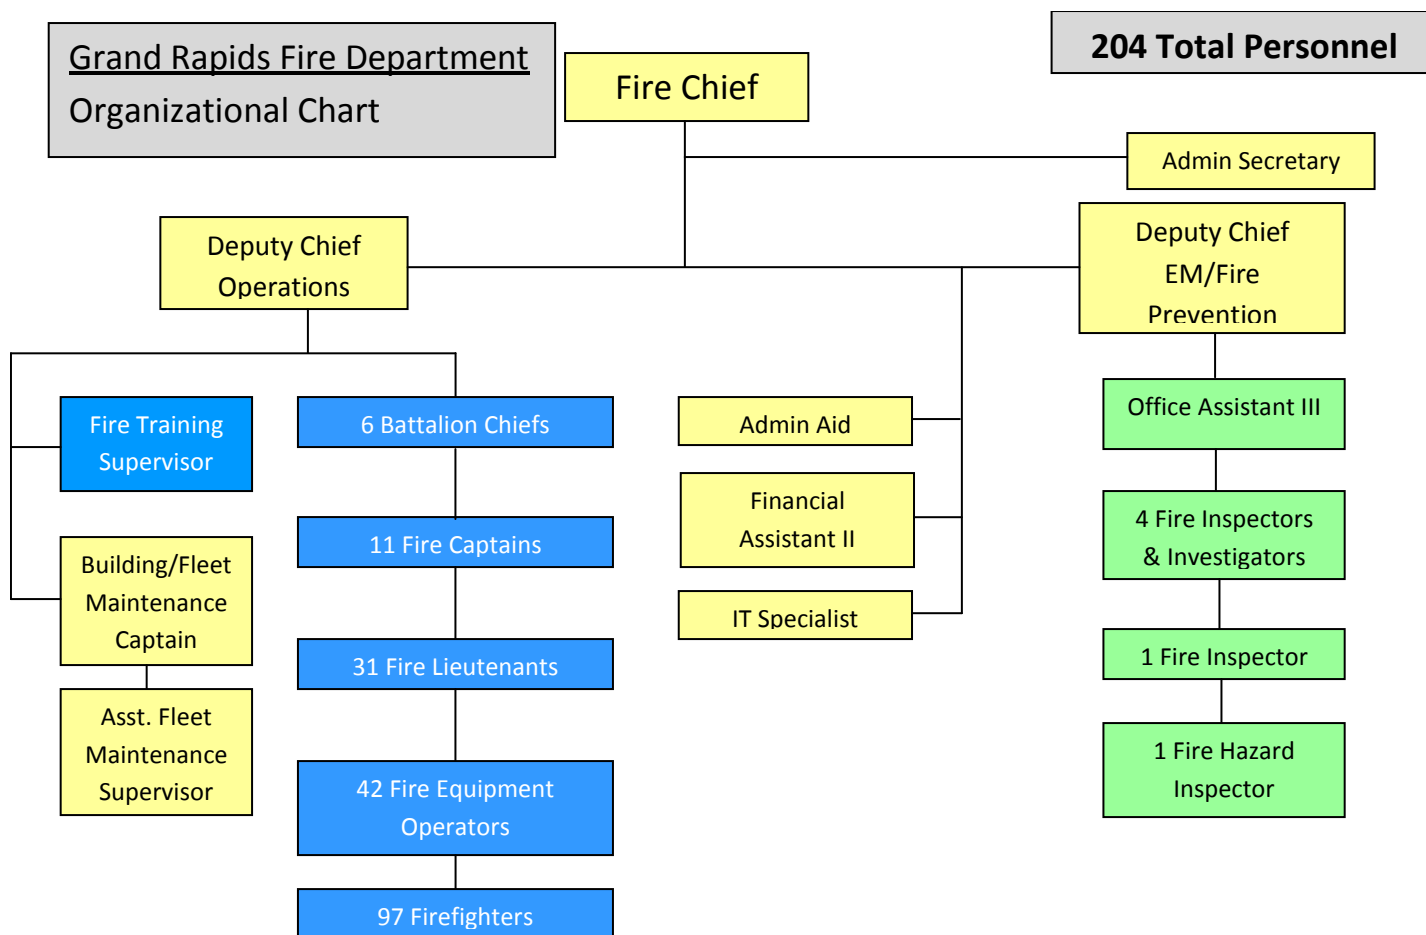 Grand Rapids Fire Department
Organizational Chart
204 Total Personnel
Fire Chief
Admin Secretary
Deputy Chief
Operations
Deputy Chief
EM/Fire
Prevention
Fire Training
Supervisor
Building/Fleet
Maintenance
Captain
Asst. Fleet
Maintenance
Supervisor
6 Battalion Chiefs
11 Fire Captains
31 Fire Lieutenants
42 Fire Equipment
Operators
97 Firefighters
Admin Aid
Financial
Assistant II
IT Specialist
Office Assistant III
4 Fire Inspectors
& Investigators
1 Fire Inspector
1 Fire Hazard
Inspector